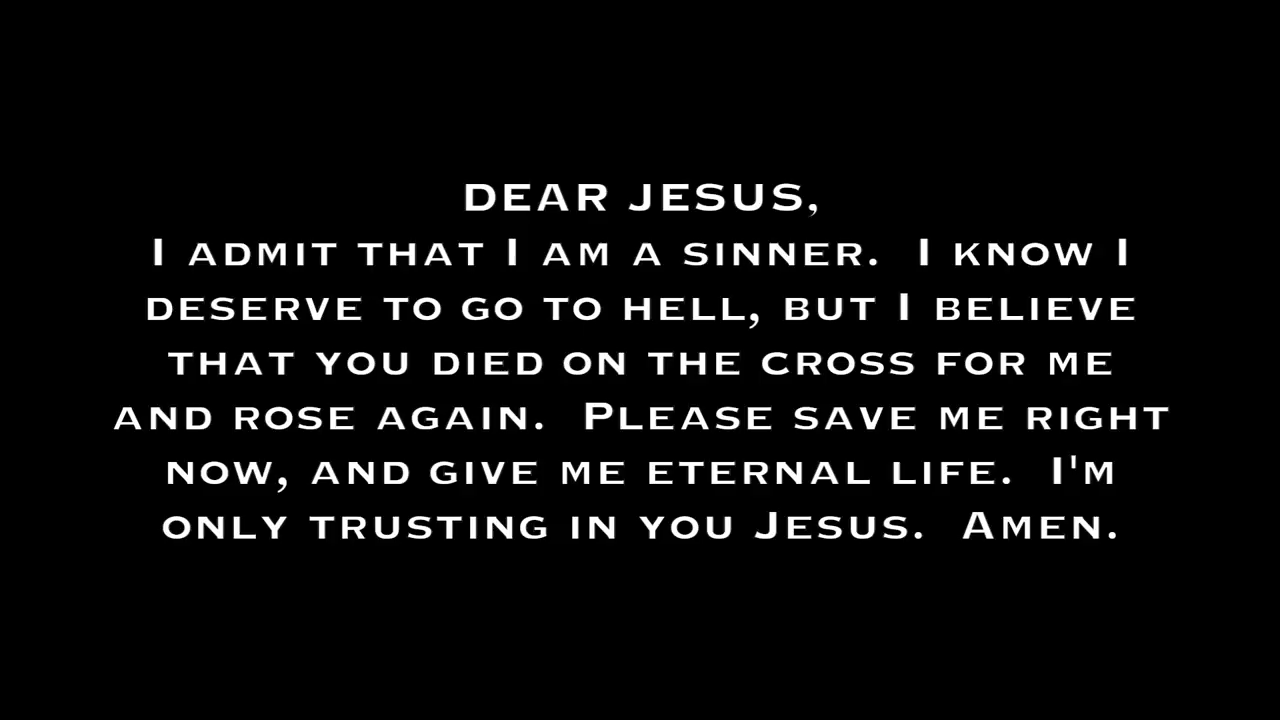 DEAR JESUS,
I ADMIT THAT I AM A SINNER.  I KNOW I
DESERVE TO GO TO HELL, BUT I BELIEVE
THAT YOU DIED ON THE CROSS FOR ME
AND ROSE AGAIN.  PLEASE SAVE ME RIGHT
NOW, AND GIVE ME ETERNAL LIFE.  I'M
ONLY TRUSTING IN YOU JESUS.  AMEN.